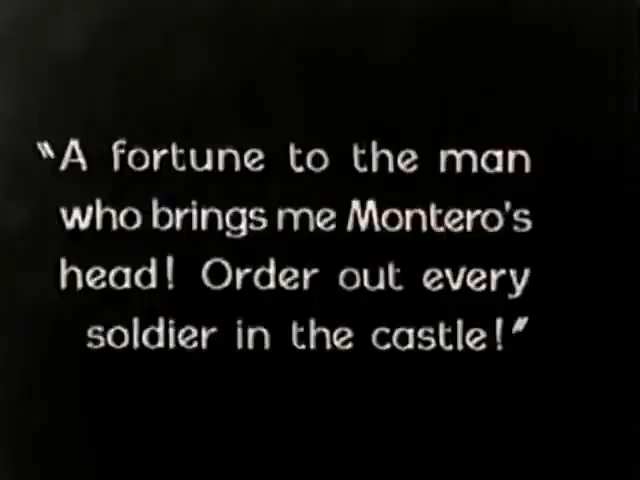 "A fortune to the man
who brings me Montero's
head! Order out every
soldier in the castle!"